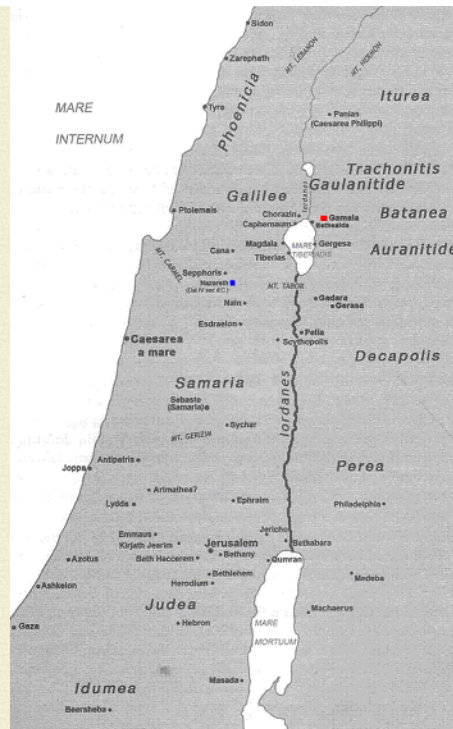 Sidon
MT. LEBANON
MT. HERMON
Zarephath
MARE
INTERNUM
Tyre
Phoenicia
Iturea
Panias
(Caesarea Philippi)
Trachonitis
Gaulanitide
Galilee
Iordanes
Ptolemais
Chorazin
Gamala
Batanea
Caphernaum
Bethsaida
Cana
Magdala
MARE
TIBERIADIS
Gergesa
Auranitide
MT. CARMEL
Tiberias
Sepphoris
Nazareth
(Dal IV sec. EC.)
MT. TABOR
Nain
Gadara
Gerasa
Esdraelon
Caesarea
a mare
Pella
Scythopolis
Decapolis
Samaria
Iordanes
Sebaste
(Samaria)
Sychar
MT. GERIZIN
Antipatris
Joppa
Perea
Arimathea?
Lydda
Ephraim
Philadelphia
Emmaus
Jericho
Kirjath Jearim
Jerusalem
Bethabara
Azotus
Beth Haccerem
Bethany
Qumran
Bethlehem
Medeba
Ashkelon
Herodium
Judea
Machaerus
Gaza
Hebron
MARE
MORTUUM
Masada
Idumea
Beersheba